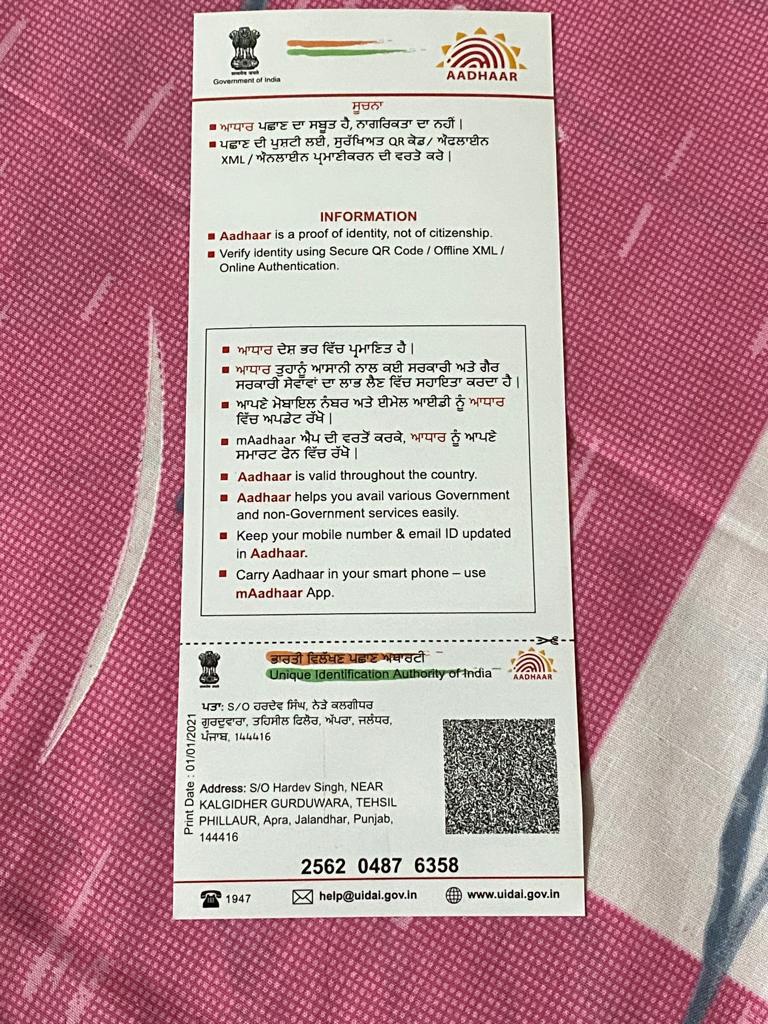 सत्यमेव जयते
Government of India
AADHAAR
ਸੂਚਨਾ
■ ਆਧਾਰ ਪਛਾਣ ਦਾ ਸਬੂਤ ਹੈ, ਨਾਗਰਿਕਤਾ ਦਾ ਨਹੀਂ |
■ ਪਛਾਣ ਦੀ ਪੁਸ਼ਟੀ ਲਈ, ਸੁਰੱਖਿਅਤ QR ਕੋਡ/ ਔਫਲਾਈਨ
XML / ਔਨਲਾਈਨ ਪ੍ਰਮਾਣੀਕਰਨ ਦੀ ਵਰਤੋ ਕਰੋ |
INFORMATION
■ Aadhaar is a proof of identity, not of citizenship.
■ Verify identity using Secure QR Code / Offline XML /
Online Authentication.
■ ਆਧਾਰ ਦੇਸ਼ ਭਰ ਵਿੱਚ ਪ੍ਰਮਾਣਿਤ ਹੈ |
■ ਆਧਾਰ ਤੁਹਾਨੂੰ ਆਸਾਨੀ ਨਾਲ ਕਈ ਸਰਕਾਰੀ ਅਤੇ ਗੈਰ
ਸਰਕਾਰੀ ਸੇਵਾਵਾਂ ਦਾ ਲਾਭ ਲੈਣ ਵਿੱਚ ਸਹਾਇਤਾ ਕਰਦਾ ਹੈ |
■ ਆਪਣੇ ਮੋਬਾਇਲ ਨੰਬਰ ਅਤੇ ਈਮੇਲ ਆਈਡੀ ਨੂੰ ਆਧਾਰ
ਵਿੱਚ ਅਪਡੇਟ ਰੱਖੋ |
■ mAadhaar ਐਪ ਦੀ ਵਰਤੋਂ ਕਰਕੇ, ਆਧਾਰ ਨੂੰ ਆਪਣੇ
ਸਮਾਰਟ ਫੋਨ ਵਿੱਚ ਰੱਖੋ |
■ Aadhaar is valid throughout the country.
■ Aadhaar helps you avail various Government
and non-Government services easily.
■ Keep your mobile number & email ID updated
in Aadhaar.
■ Carry Aadhaar in your smart phone – use
mAadhaar App.
ਭਾਰਤੀ ਵਿਲੱਖਣ ਪਛਾਣ ਅਥਾਰਟੀ
Unique Identification Authority of India
AADHAAR
Print Date : 01/01/2021
ਪਤਾ: S/O ਹਰਦੇਵ ਸਿੰਘ, ਨੇੜੇ ਕਲਗੀਧਰ
ਗੁਰਦੁਵਾਰਾ, ਤਹਿਸੀਲ ਫਿਲੌਰ, ਅੱਪਰਾ, ਜਲੰਧਰ,
ਪੰਜਾਬ, 144416
Address: S/O Hardev Singh, NEAR
KALGIDHER GURDUWARA, TEHSIL
PHILLAUR, Apra, Jalandhar, Punjab,
144416
2562 0487 6358
1947
help@uidai.gov.in
www.uidai.gov.in